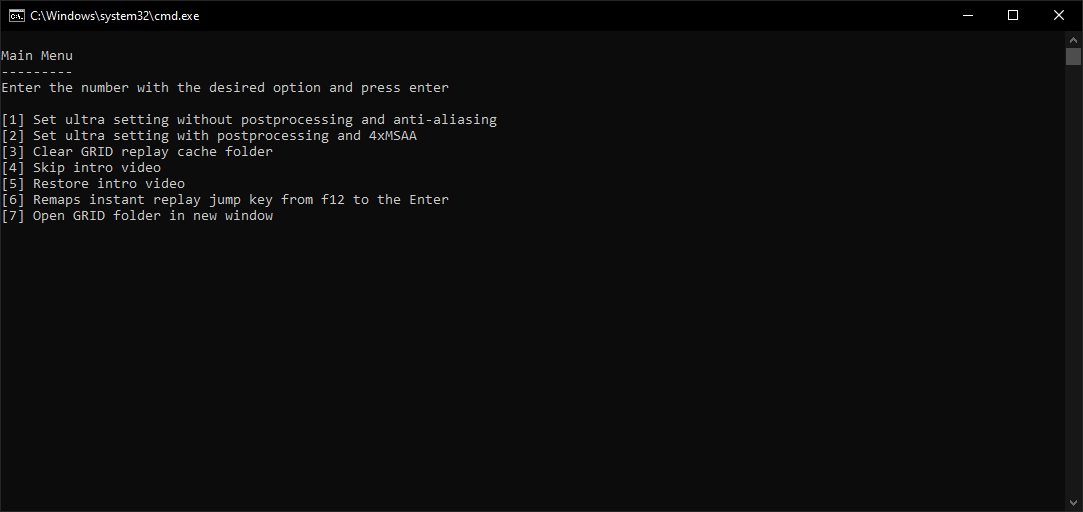 C:\Windows\system32\cmd.exe
Main Menu
---------
Enter the number with the desired option and press enter
[1] Set ultra setting without postprocessing and anti-aliasing
[2] Set ultra setting with postprocessing and 4xMSAA
[3] Clear GRID replay cache folder
[4] Skip intro video
[5] Restore intro video
[6] Remaps instant replay jump key from f12 to the Enter
[7] Open GRID folder in new window